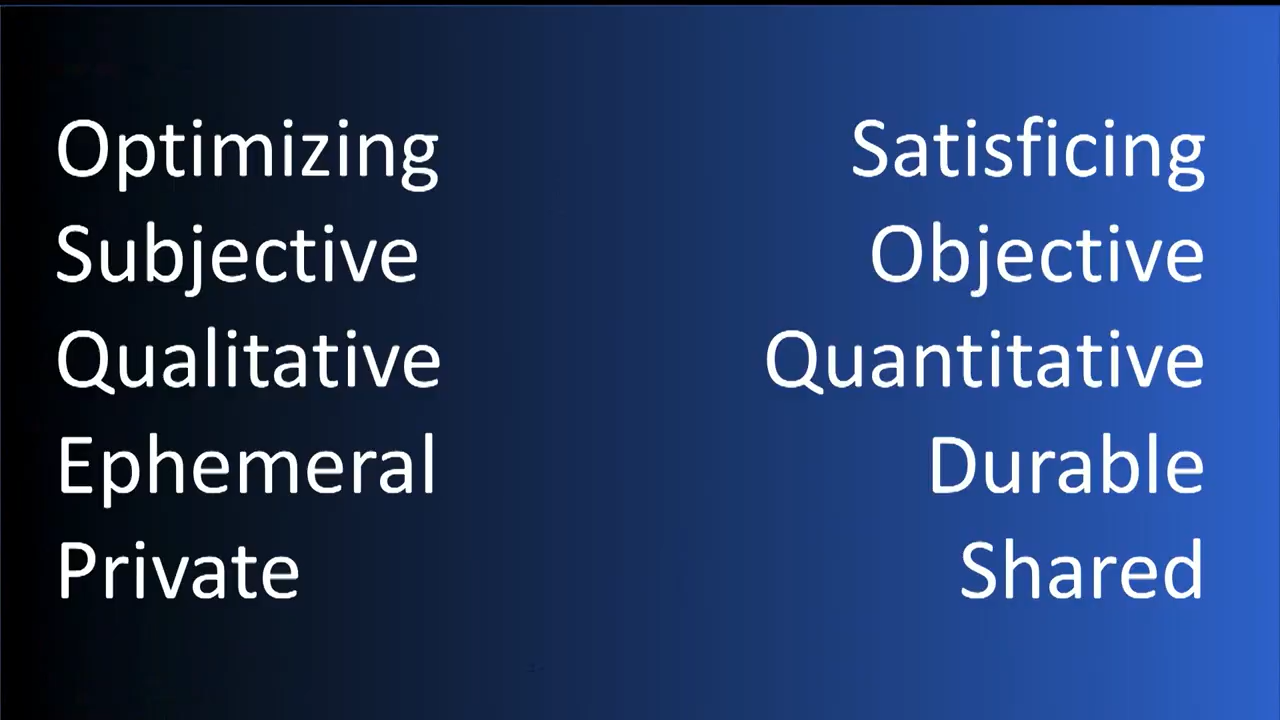 Optimizing Satisficing
Subjective Objective
Qualitative Quantitative
Ephemeral Durable
Private Shared